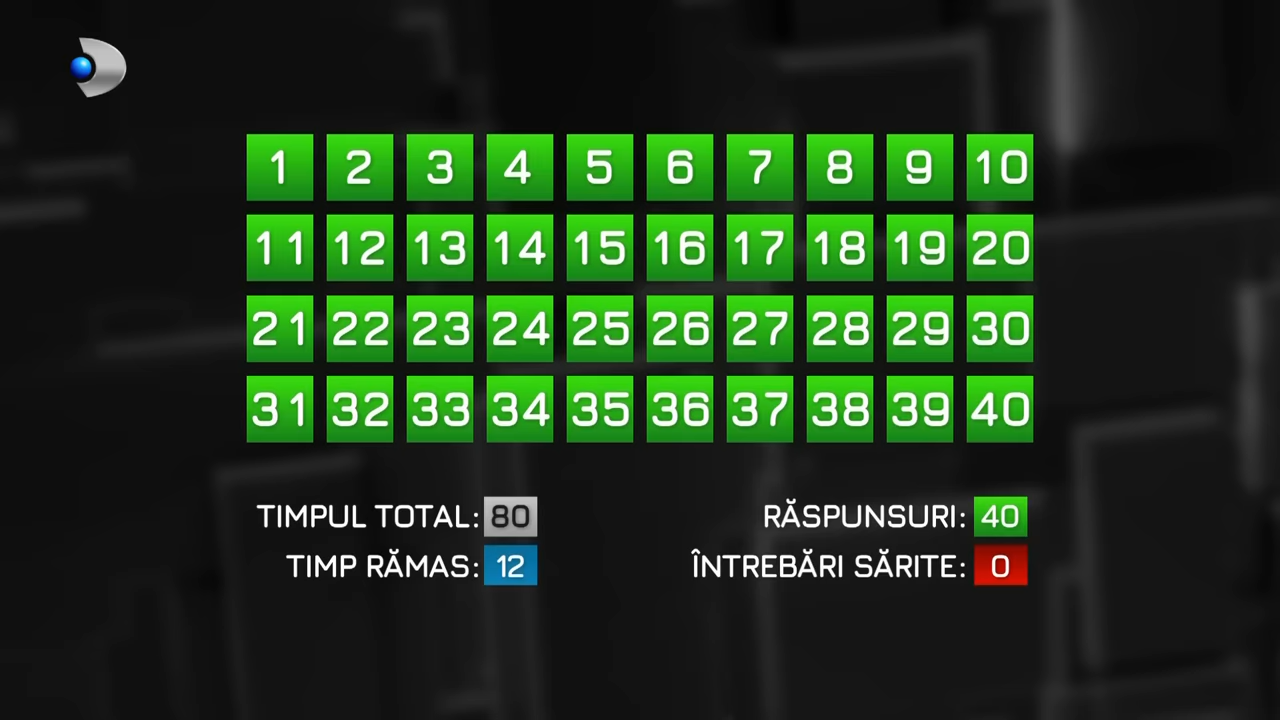 1 2 3 4 5 6 7 8 9 10
11 12 13 14 15 16 17 18 19 20
21 22 23 24 25 26 27 28 29 30
31 32 33 34 35 36 37 38 39 40
TIMPUL TOTAL: 80 RĂSPUNSURI: 40
TIMP RĂMAS: 12 ÎNTREBĂRI SĂRITE: 0